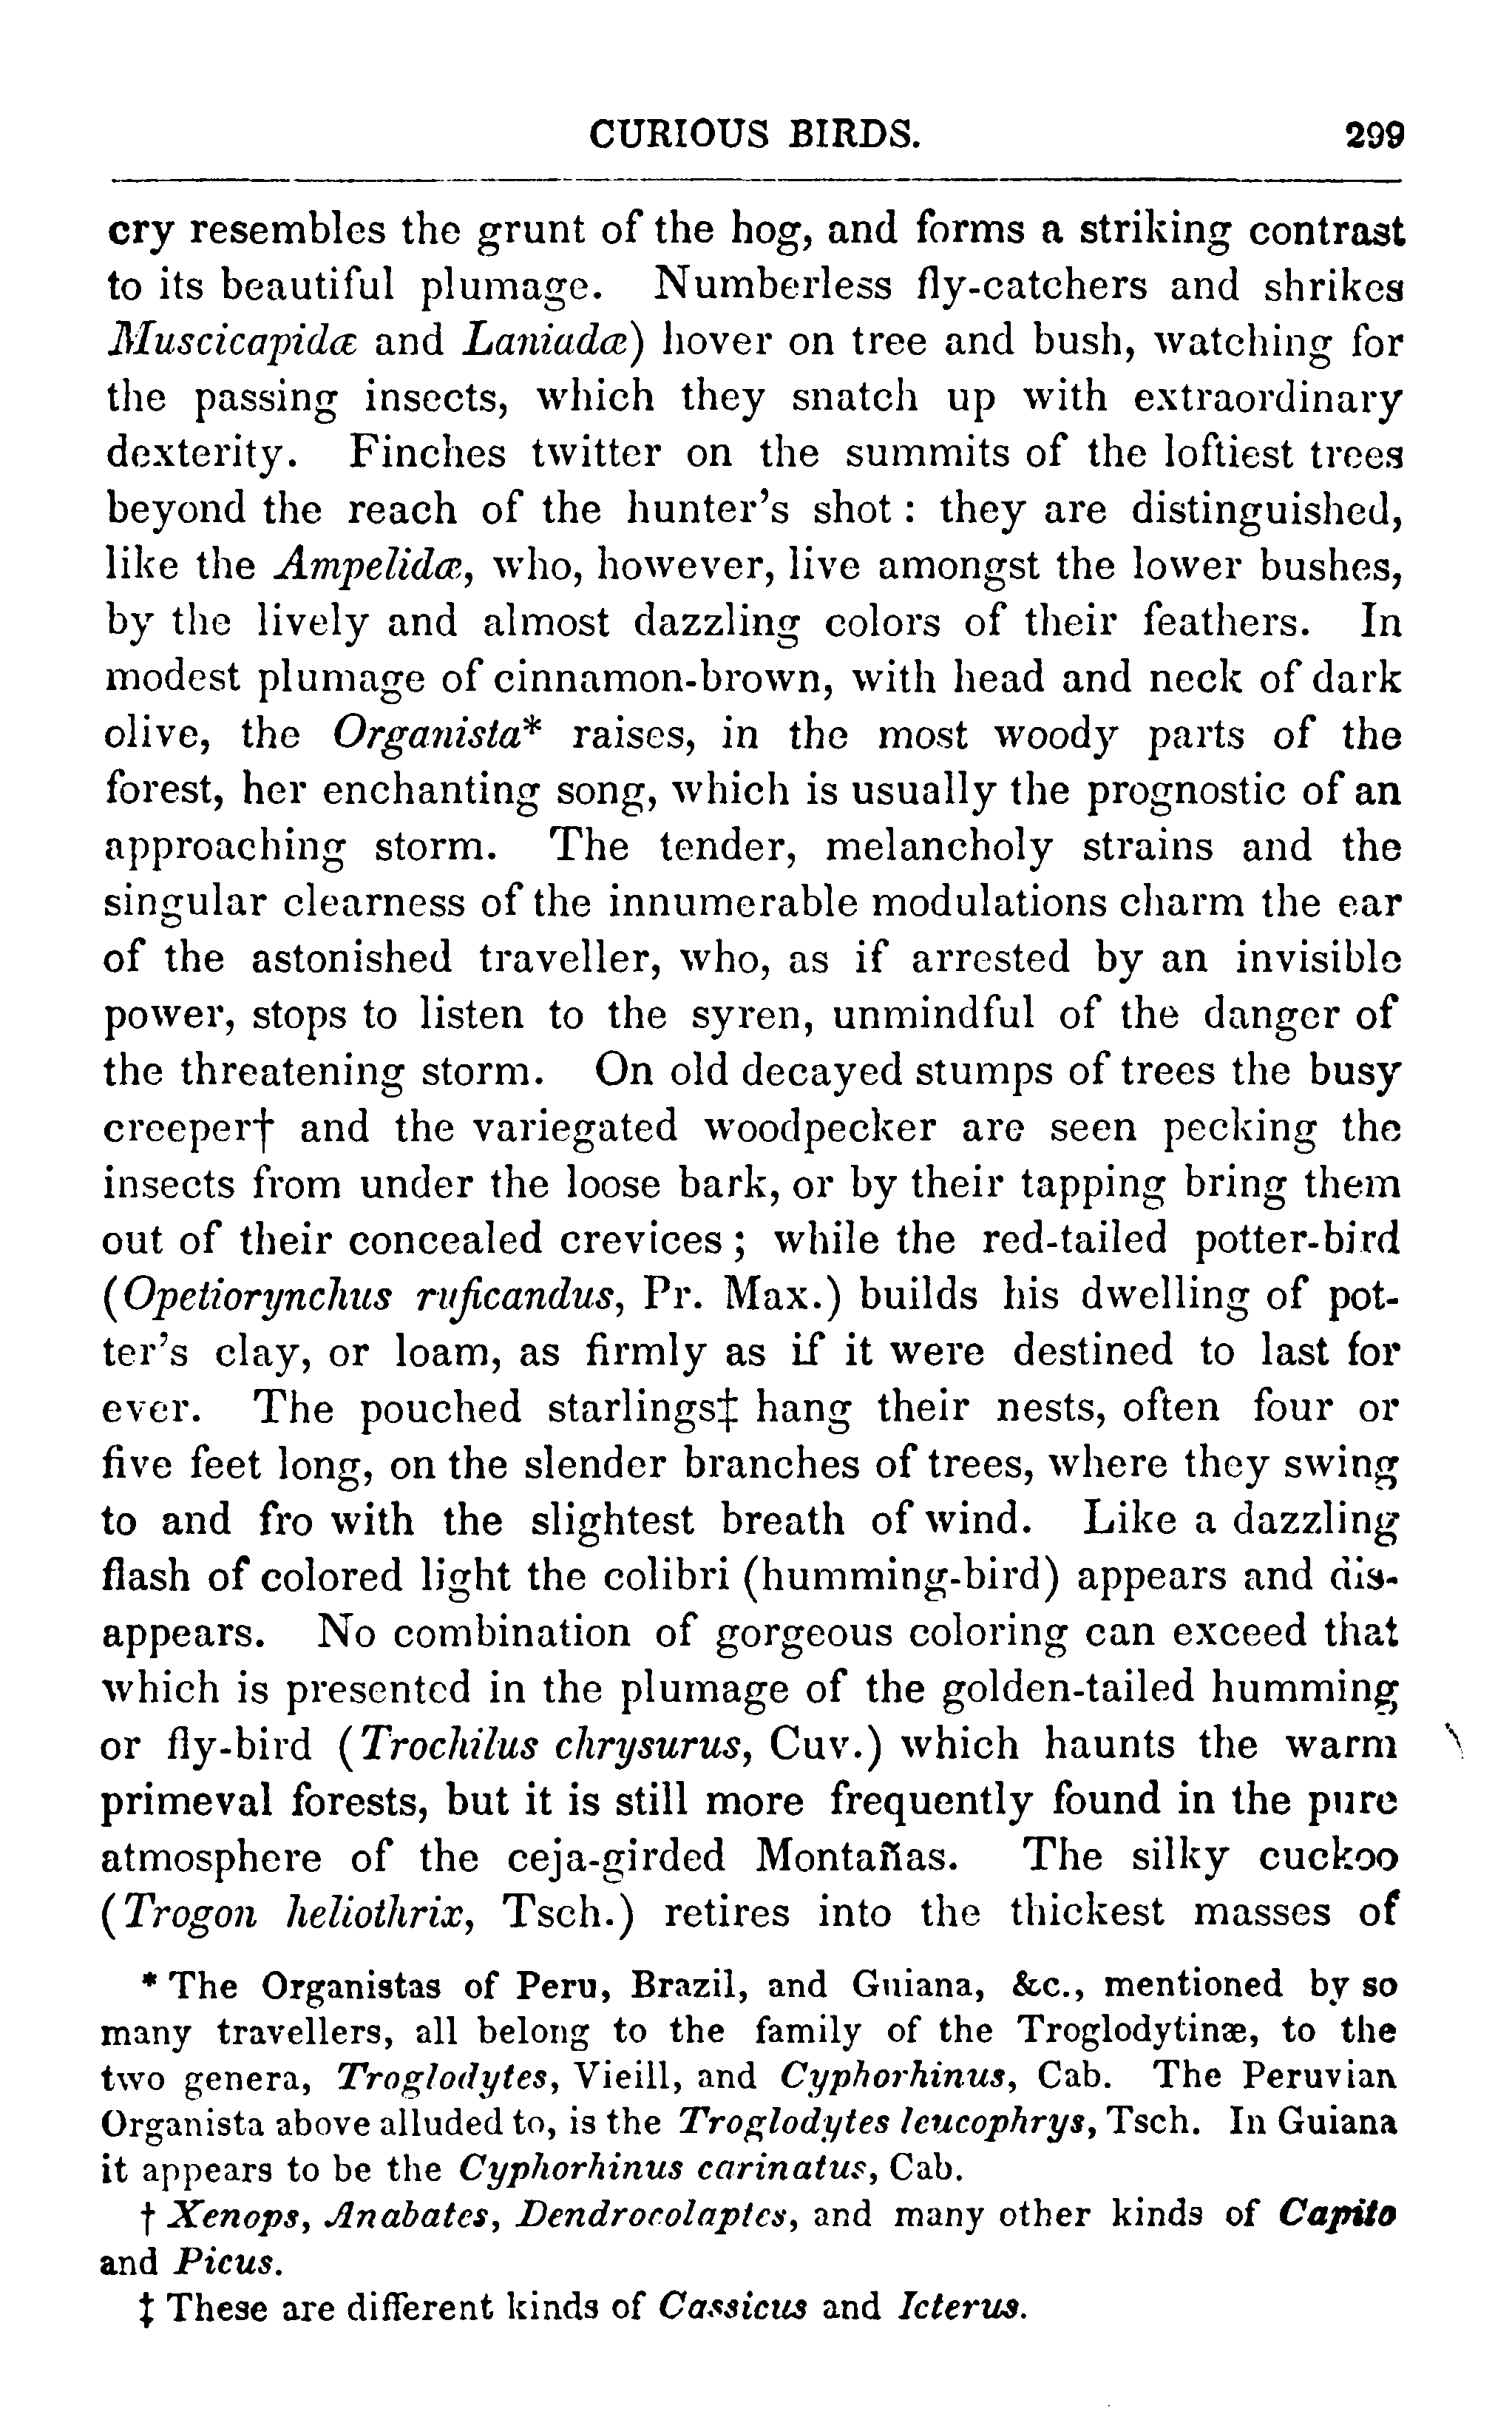 CURIOUS BIRDS. 299
cry resembles the grunt of the hog, and forms a striking contrast
to its beautiful plumage. Numberless fly-catchers and shrikes
Muscicapidæ and Laniadæ) hover on tree and bush, watching for
the passing insects, which they snatch up with extraordinary
dexterity. Finches twitter on the summits of the loftiest trees
beyond the reach of the hunter's shot : they are distinguished,
like the Ampelidæ, who, however, live amongst the lower bushes,
by the lively and almost dazzling colors of their feathers. In
modest plumage of cinnamon-brown, with head and neck of dark
olive, the Organista* raises, in the most woody parts of the
forest, her enchanting song, which is usually the prognostic of an
approaching storm. The tender, melancholy strains and the
singular clearness of the innumerable modulations charm the ear
of the astonished traveller, who, as if arrested by an invisible
power, stops to listen to the syren, unmindful of the danger of
the threatening storm. On old decayed stumps of trees the busy
creeper† and the variegated woodpecker are seen pecking the
insects from under the loose bark, or by their tapping bring them
out of their concealed crevices ; while the red-tailed potter-bird
(Opetiorynchus ruficandus, Pr. Max.) builds his dwelling of pot-
ter's clay, or loam, as firmly as if it were destined to last for
ever. The pouched starlings‡ hang their nests, often four or
five feet long, on the slender branches of trees, where they swing
to and fro with the slightest breath of wind. Like a dazzling
flash of colored light the colibri (humming-bird) appears and dis-
appears. No combination of gorgeous coloring can exceed that
which is presented in the plumage of the golden-tailed humming
or fly-bird (Trochilus chrysurus, Cuv.) which haunts the warm
primeval forests, but it is still more frequently found in the pure
atmosphere of the ceja-girded Montañas. The silky cuckoo
(Trogon heliothrix, Tsch.) retires into the thickest masses of
* The Organistas of Peru, Brazil, and Guiana, &c., mentioned by so
many travellers, all belong to the family of the Troglodytinæ, to the
two genera, Troglodytes, Vieill, and Cyphorhinus, Cab. The Peruvian
Organista above alluded to, is the Troglodytes leucophrys, Tsch. In Guiana
it appears to be the Cyphorhinus carinatus, Cab.
† Xenops, Anabates, Dendrocolaptes, and many other kinds of Capito
and Picus.
‡ These are different kinds of Cassicus and Icterus.